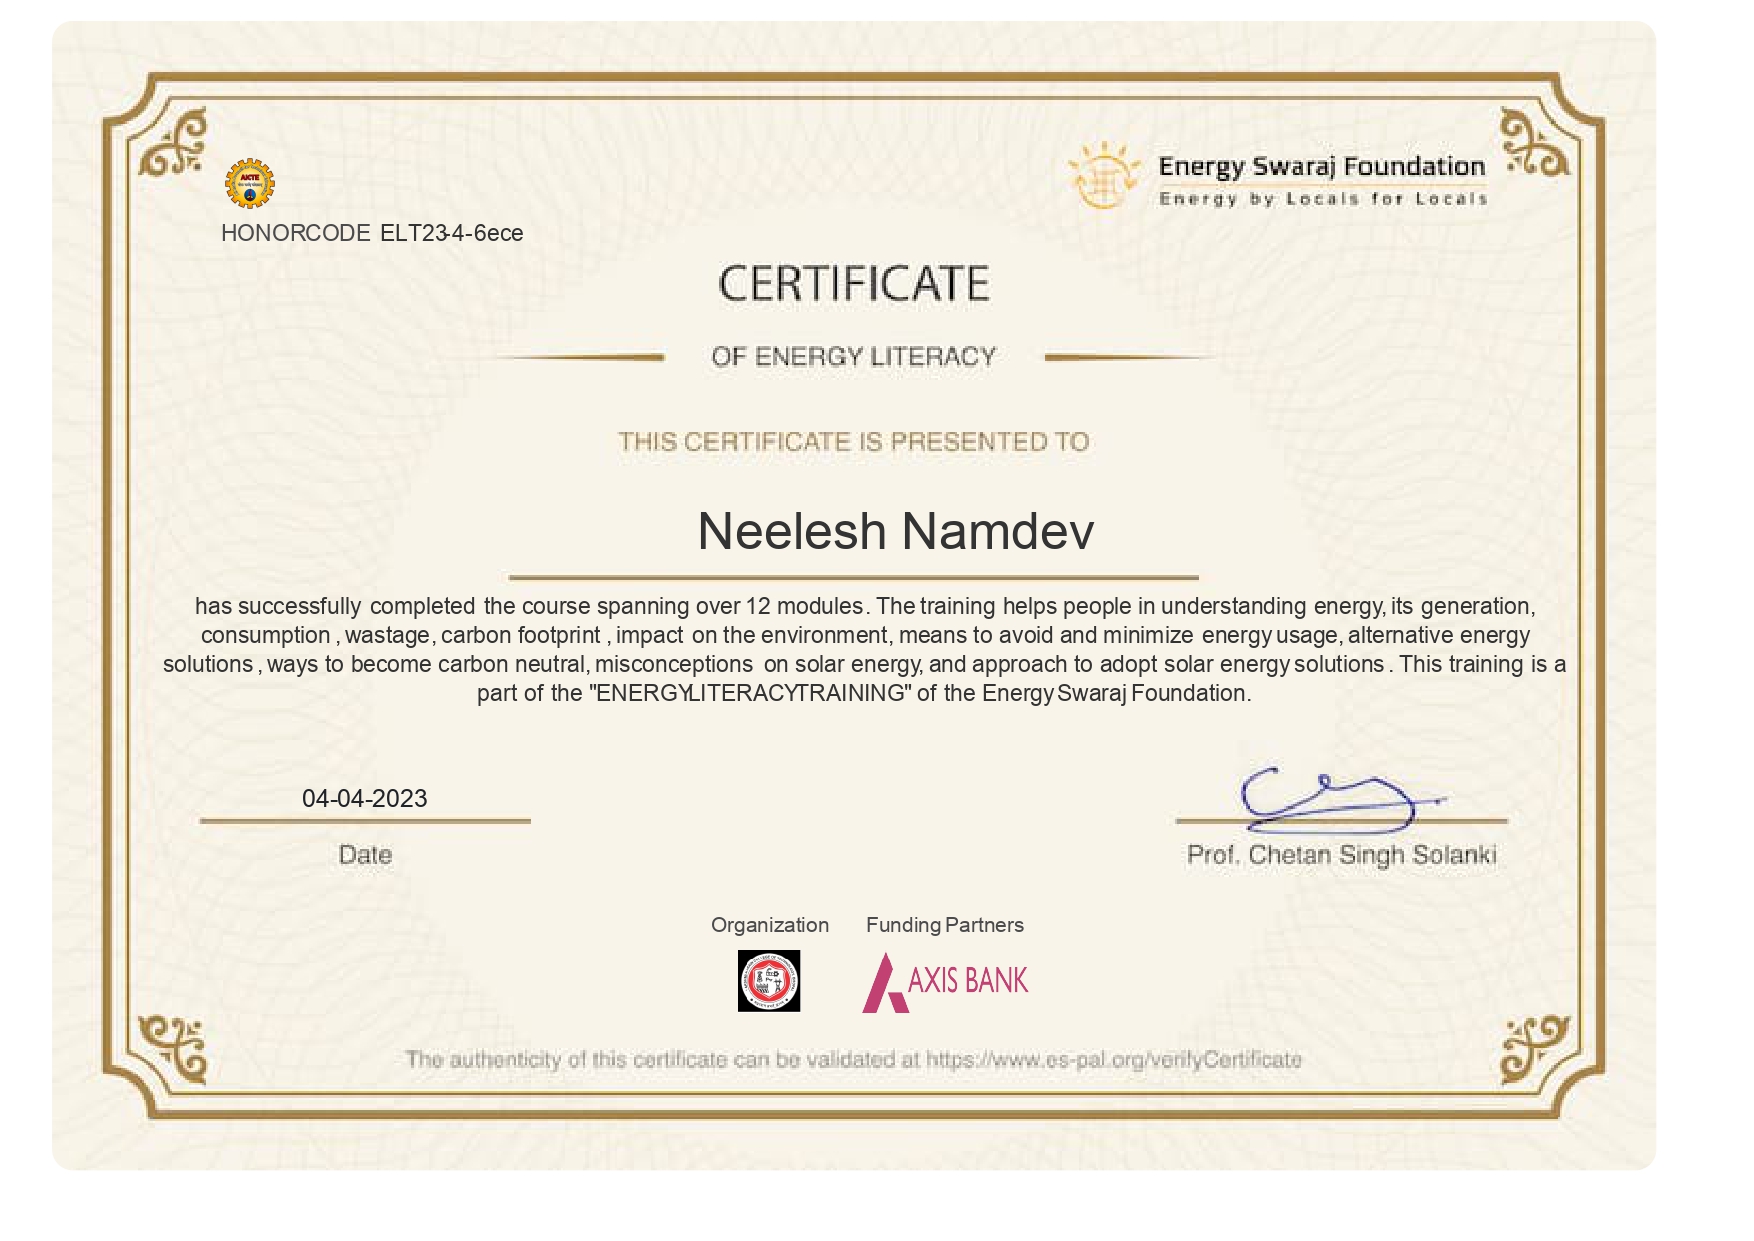 AKTE
Energy Swaraj Foundation
Energy by Locals for Locals
HONORCODE ELT23-4-6ece
CERTIFICATE
OF ENERGY LITERACY
THIS CERTIFICATE IS PRESENTED TO
Neelesh Namdev
has successfully completed the course spanning over 12 modules. The training helps people in understanding energy, its generation,
consumption , wastage, carbon footprint , impact on the environment, means to avoid and minimize energy usage, alternative energy
solutions , ways to become carbon neutral, misconceptions on solar energy, and approach to adopt solar energy solutions . This training is a
part of the "ENERGYLITERACYTRAINING" of the Energy Swaraj Foundation.
04-04-2023
Date
Prof. Chetan Singh Solanki
Organization Funding Partners
AXIS BANK
The authenticity of this certificate can be validated at https://www.es-pal.org/verifyCertificate